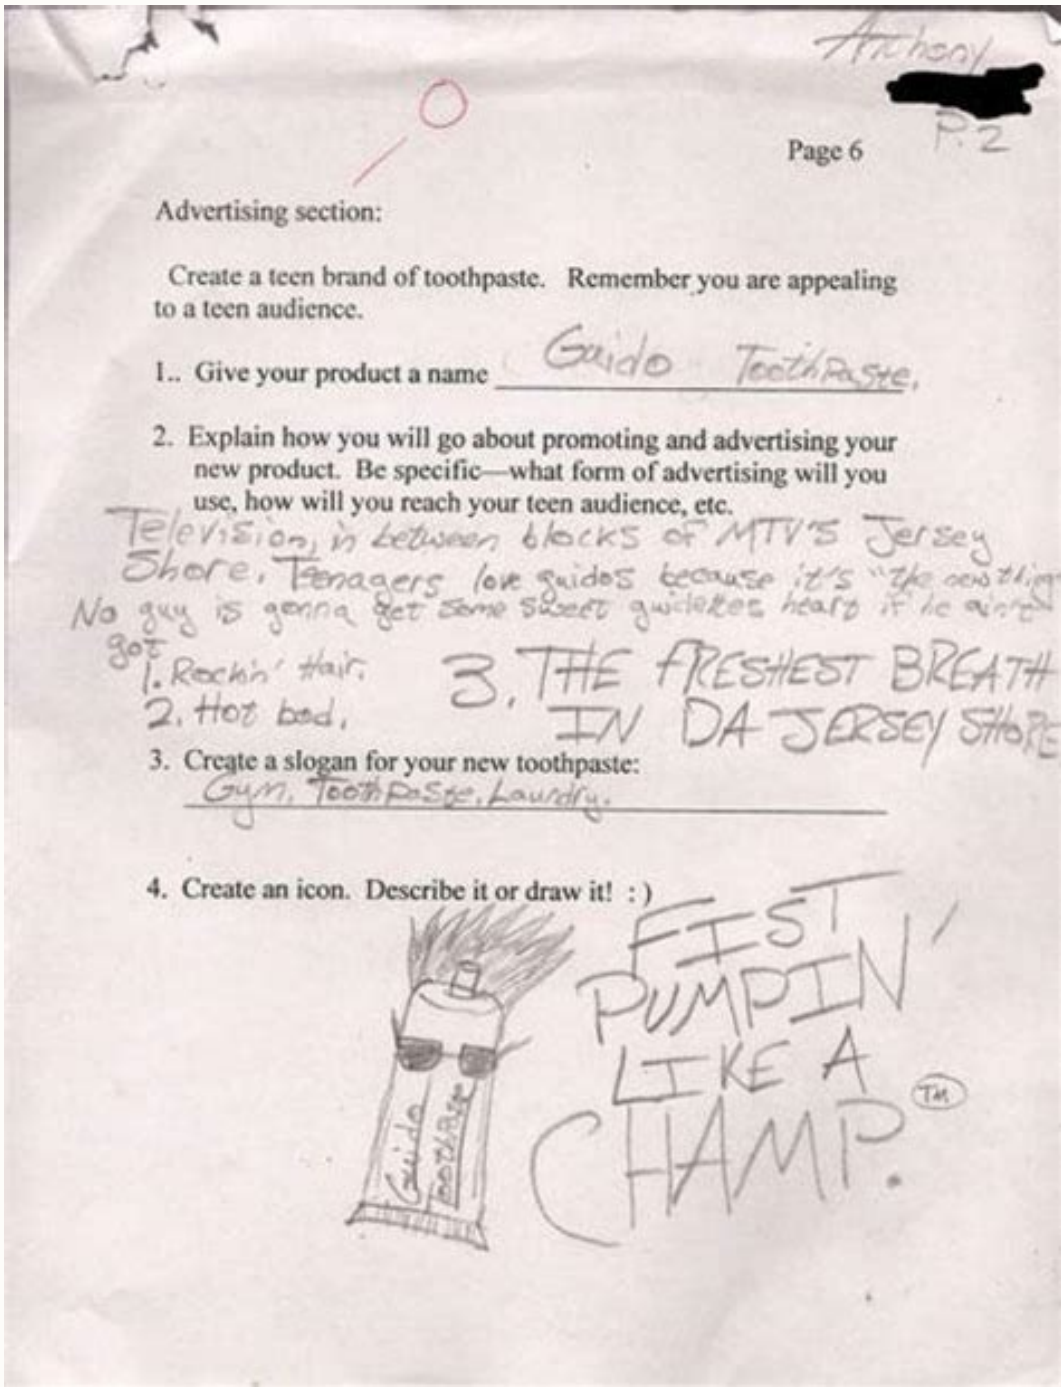 Anthony
P. 2
Page 6
Advertising section:
Create a teen brand of toothpaste. Remember you are appealing
to a teen audience.
1.. Give your product a name Guido ToothPaste.
2. Explain how you will go about promoting and advertising your
new product. Be specific—what form of advertising will you
use, how will you reach your teen audience, etc.
Television, in between blocks of MTV'S Jersey
Shore. Teenagers love guidos because it's "the new thing
No guy is gonna get some sweet guidettes heart if he ain't
got
1. Rockin' Hair.
2. Hot bod.
3. THE FRESHEST BREATH
IN DA JERSEY SHORE
3. Create a slogan for your new toothpaste:
Gym, ToothPaste, Laundry.
4. Create an icon. Describe it or draw it! : )
FIST
PUMPIN'
LIKE A
CHAMP.
TM
Guido
ToothPaste